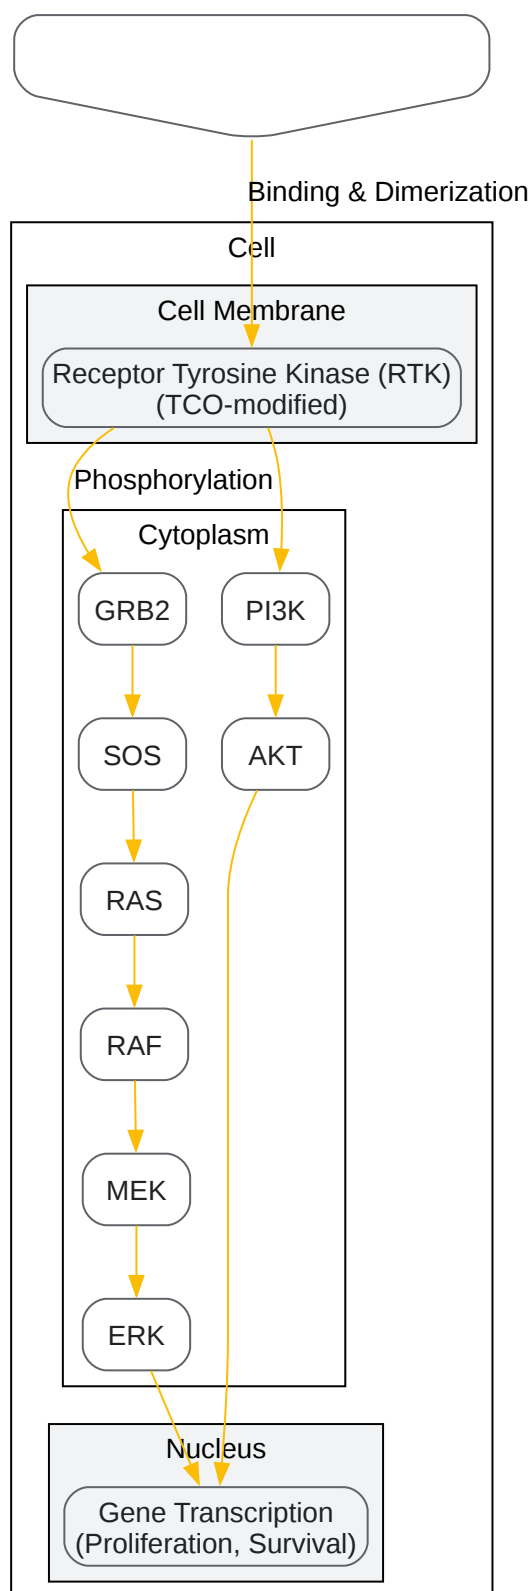 Binding & Dimerization
Cell
Cell Membrane
Receptor Tyrosine Kinase (RTK)
(TCO-modified)
Phosphorylation
Cytoplasm
GRB2
PI3K
SOS
AKT
RAS
RAF
MEK
ERK
Nucleus
Gene Transcription
(Proliferation, Survival)